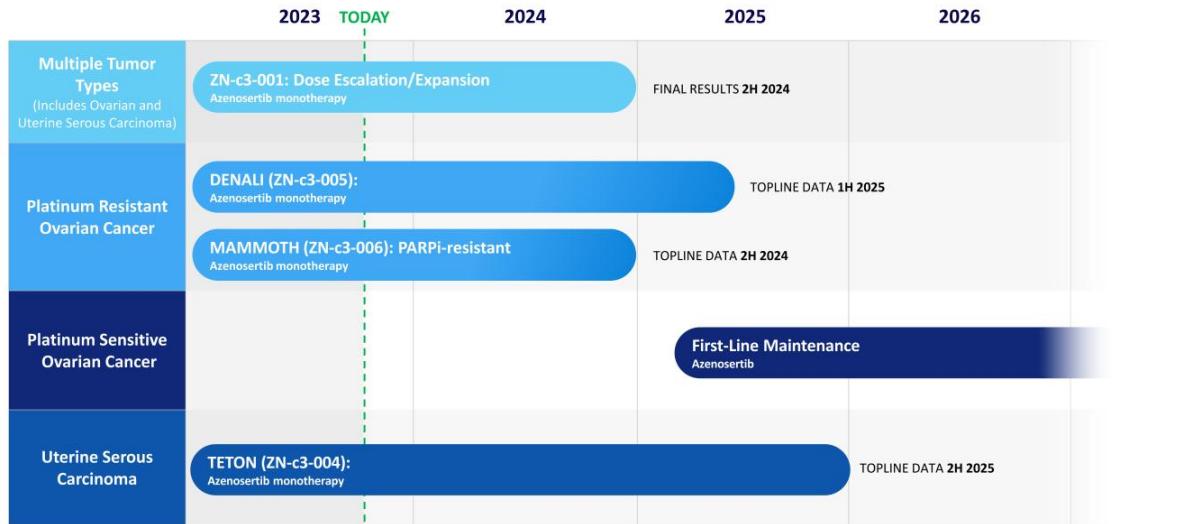 2023 TODAY 2024 2025 2026
Multiple Tumor
Types
(Includes Ovarian and
Uterine Serous Carcinoma)
ZN-c3-001: Dose Escalation/Expansion
Azenosertib monotherapy
FINAL RESULTS 2H 2024
Platinum Resistant
Ovarian Cancer
DENALI (ZN-c3-005):
Azenosertib monotherapy
TOPLINE DATA 1H 2025
MAMMOTH (ZN-c3-006): PARPi-resistant
Azenosertib monotherapy
TOPLINE DATA 2H 2024
Platinum Sensitive
Ovarian Cancer
First-Line Maintenance
Azenosertib
Uterine Serous
Carcinoma
TETON (ZN-c3-004):
Azenosertib monotherapy
TOPLINE DATA 2H 2025